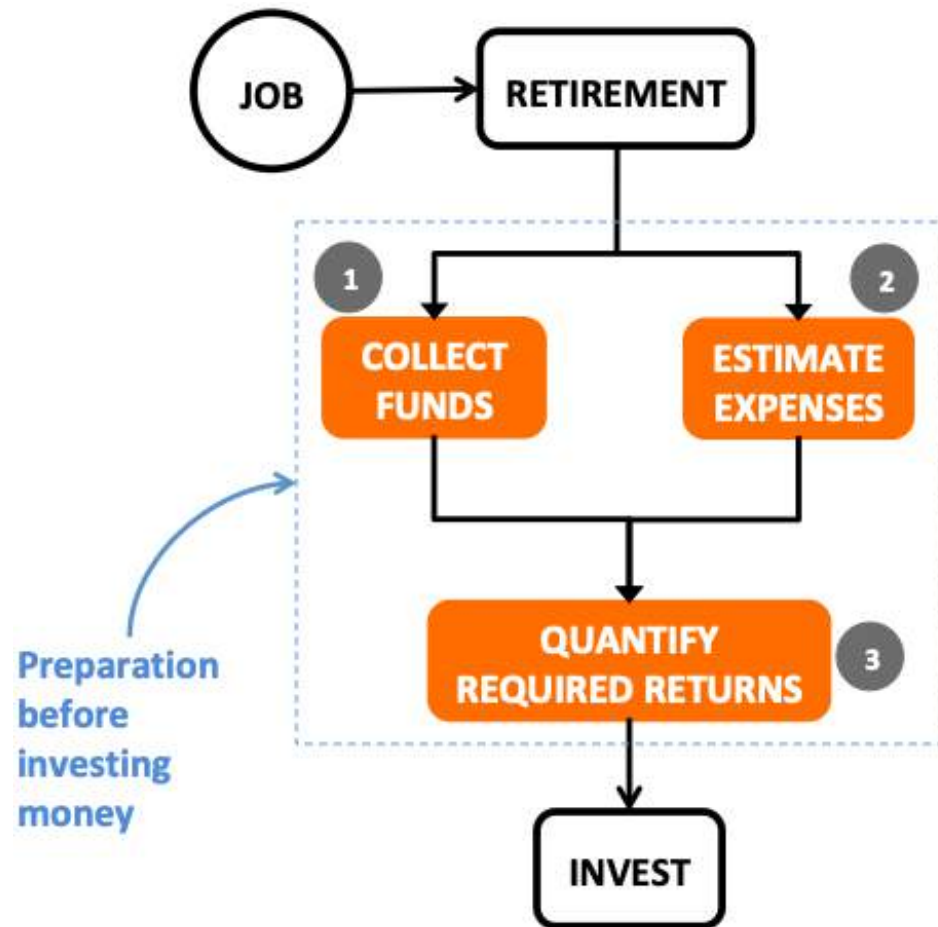 JOB
RETIREMENT
1
2
COLLECT
FUNDS
ESTIMATE
EXPENSES
QUANTIFY
REQUIRED RETURNS
3
Preparation
before
investing
money
INVEST